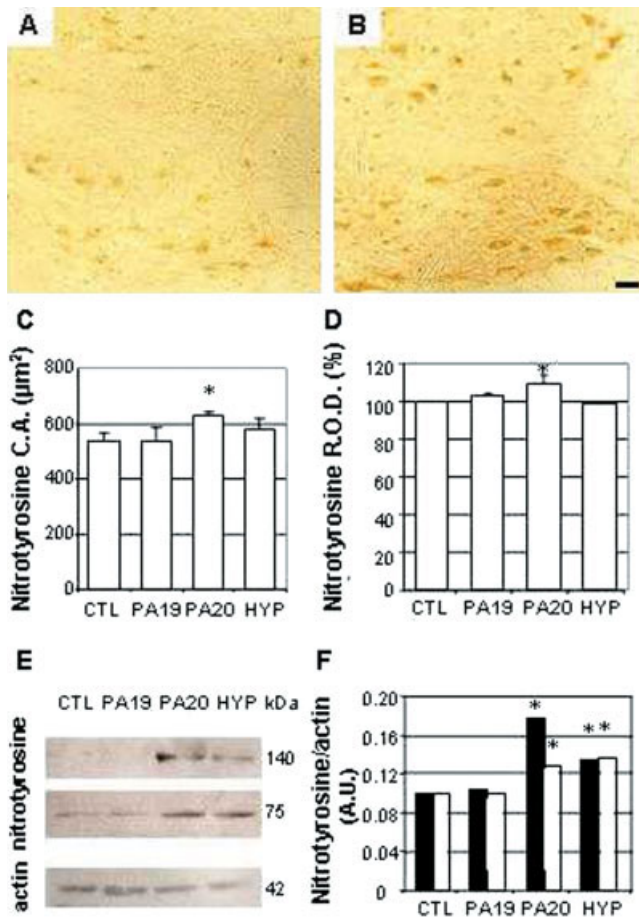 A
B
C
Nitrotyrosine C.A. (µm²)
800
600
400
200
0
*
CTL PA19 PA20 HYP
D
Nitrotyrosine R.O.D. (%)
120
100
80
60
40
20
0
*
CTL PA19 PA20 HYP
E
CTL PA19 PA20 HYP kDa
actin nitrotyrosine
140
75
42
F
Nitrotyrosine/actin
(A.U.)
0.20
0.16
0.12
0.08
0.04
0
*
*
* *
CTL PA19 PA20 HYP